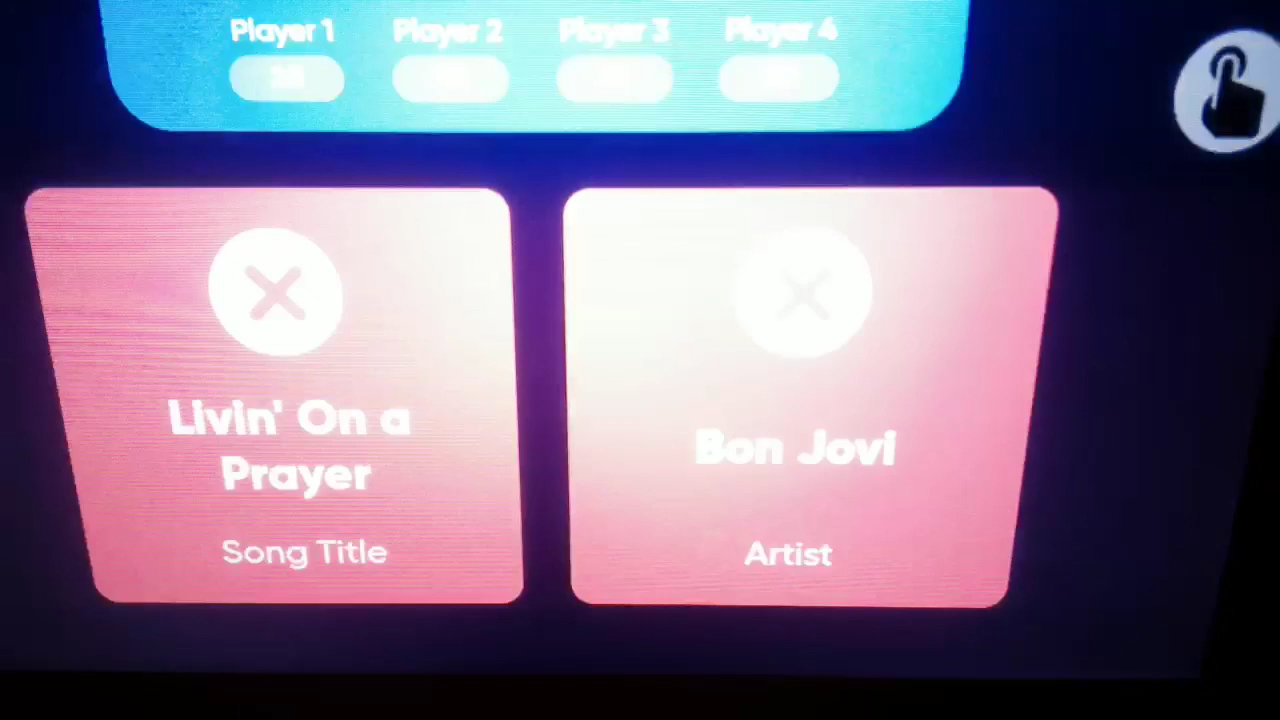 Player 1 Player 2 Player 3 Player 4
Livin' On a
Prayer
Song Title
Bon Jovi
Artist